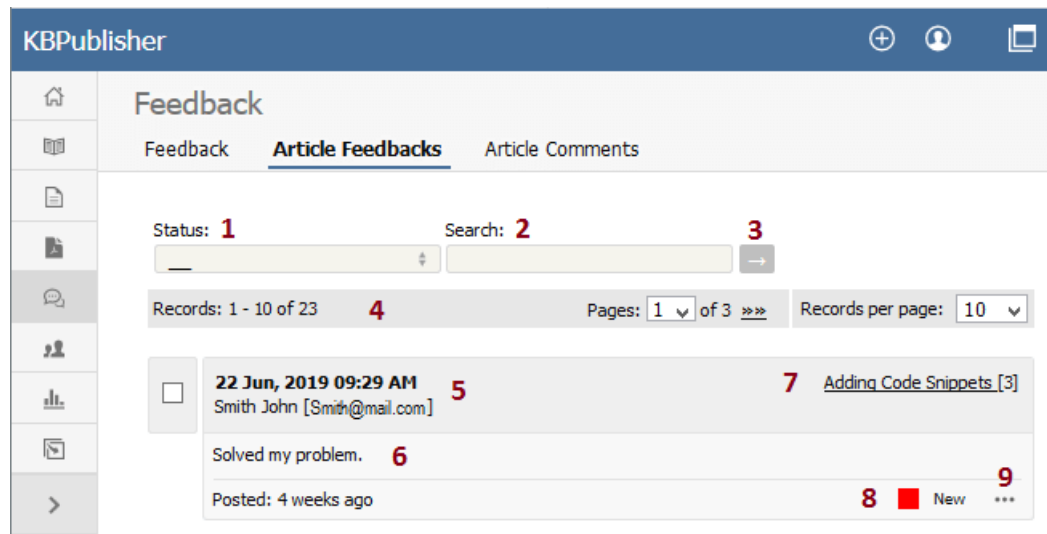 KBPublisher
Feedback
Feedback Article Feedbacks Article Comments
Status: 1 Search: 2 3
__ →
Records: 1 - 10 of 23 4 Pages: 1 of 3 »» Records per page: 10
22 Jun, 2019 09:29 AM 5 7 Adding Code Snippets [3]
Smith John [Smith@mail.com]
Solved my problem. 6
9
Posted: 4 weeks ago 8 New ...